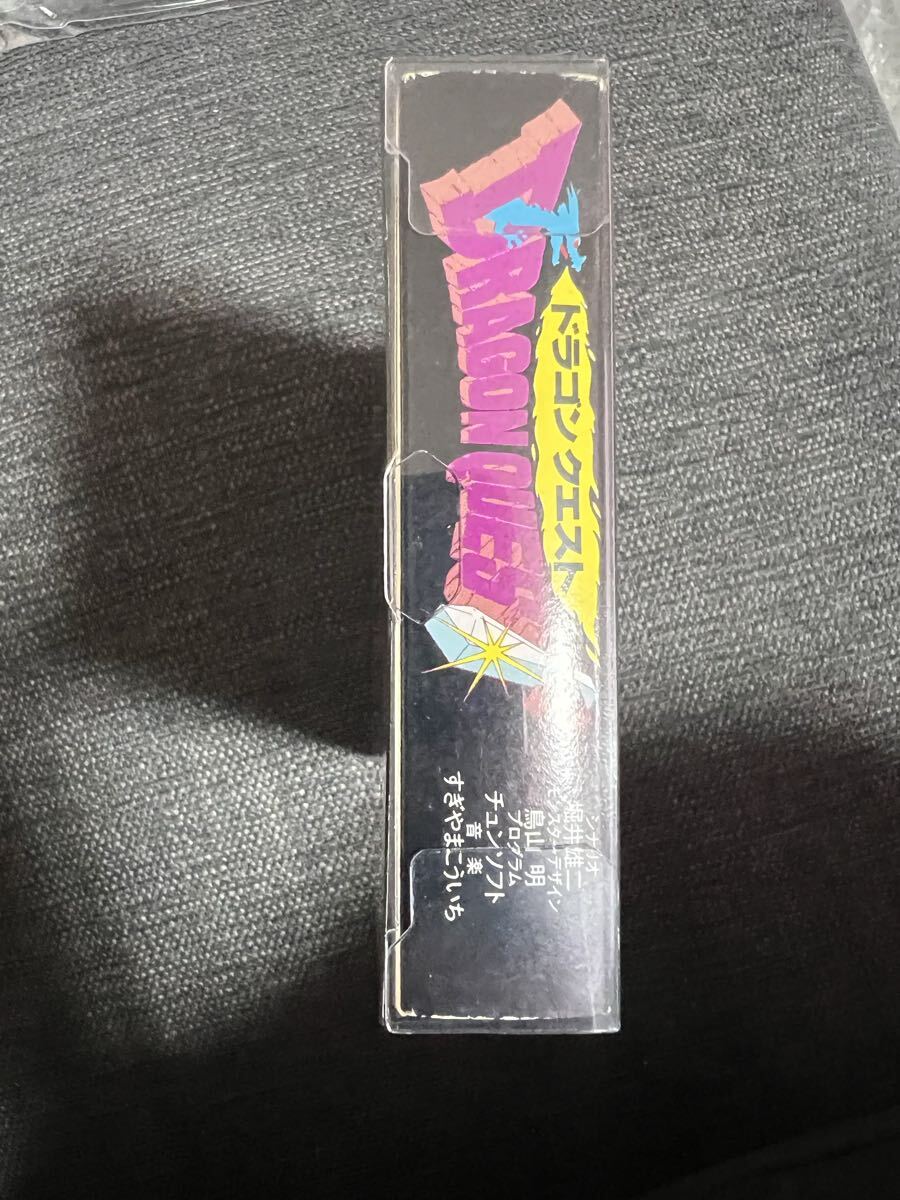 ドラゴンクエスト
DRAGON QUEST
シナリオ
堀井雄二
モンスターデザイン
鳥山 明
プログラム
チュンソフト
音楽
すぎやまこういち